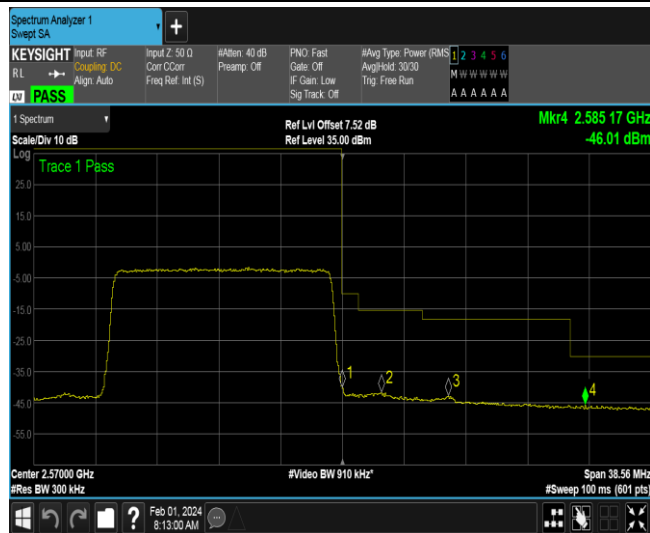 Spectrum Analyzer 1
Swept SA
+
KEYSIGHT
RL
PASS
Input: RF
Coupling: DC
Align: Auto
Input Z: 50 Ω
Corr CCorr
Freq Ref: Int (S)
#Atten: 40 dB
Preamp: Off
PNO: Fast
Gate: Off
IF Gain: Low
Sig Track: Off
#Avg Type: Power (RMS
Avg|Hold: 30/30
Trig: Free Run
1 2 3 4 5 6
M W W W W W
A A A A A A
1 Spectrum
Scale/Div 10 dB
Ref Lvl Offset 7.52 dB
Ref Level 35.00 dBm
Mkr4 2.585 17 GHz
-46.01 dBm
Log
Trace 1 Pass
25.0
15.0
5.00
-5.00
-15.0
-25.0
-35.0
-45.0
-55.0
1
2
3
4
Center 2.57000 GHz
#Res BW 300 kHz
#Video BW 910 kHz*
Span 38.56 MHz
#Sweep 100 ms (601 pts)
?
Feb 01, 2024
8:13:00 AM